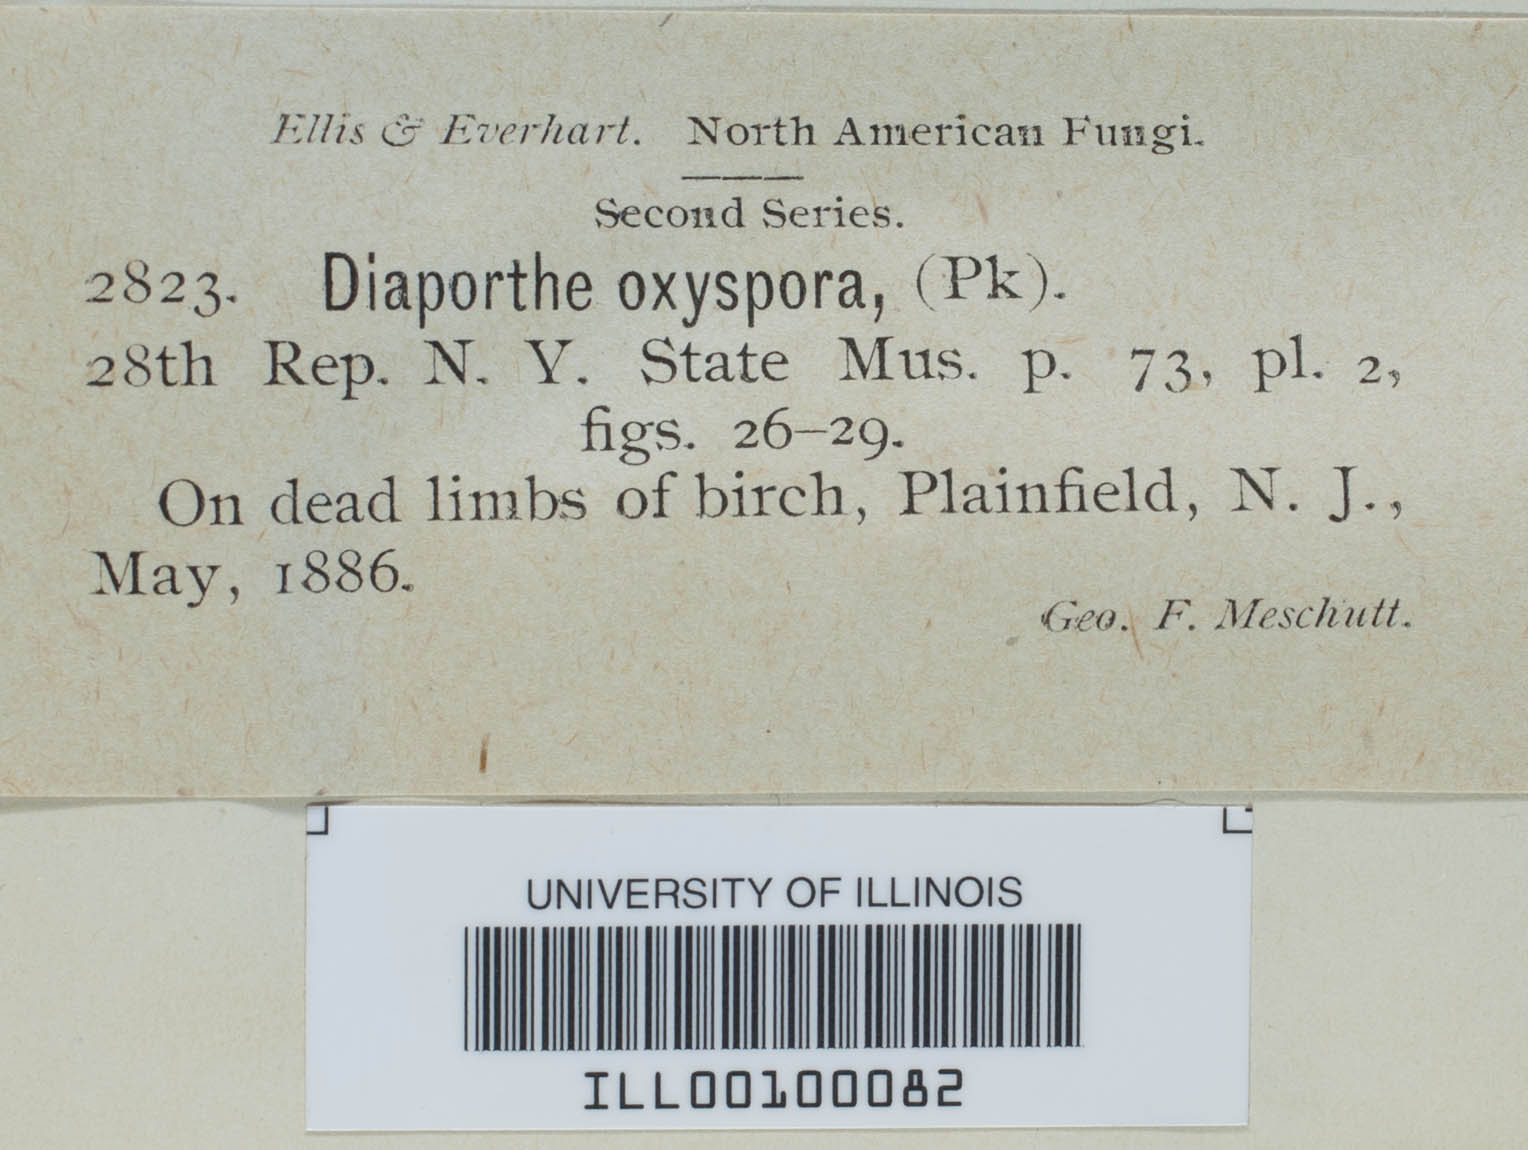 Ellis & Everhart. North American Fungi.
Second Series.
2823. Diaporthe oxyspora, (Pk).
28th Rep. N. Y. State Mus. p. 73, pl. 2,
figs. 26–29.
On dead limbs of birch, Plainfield, N. J.,
May, 1886.
Geo. F. Meschutt.
UNIVERSITY OF ILLINOIS
ILL00100082